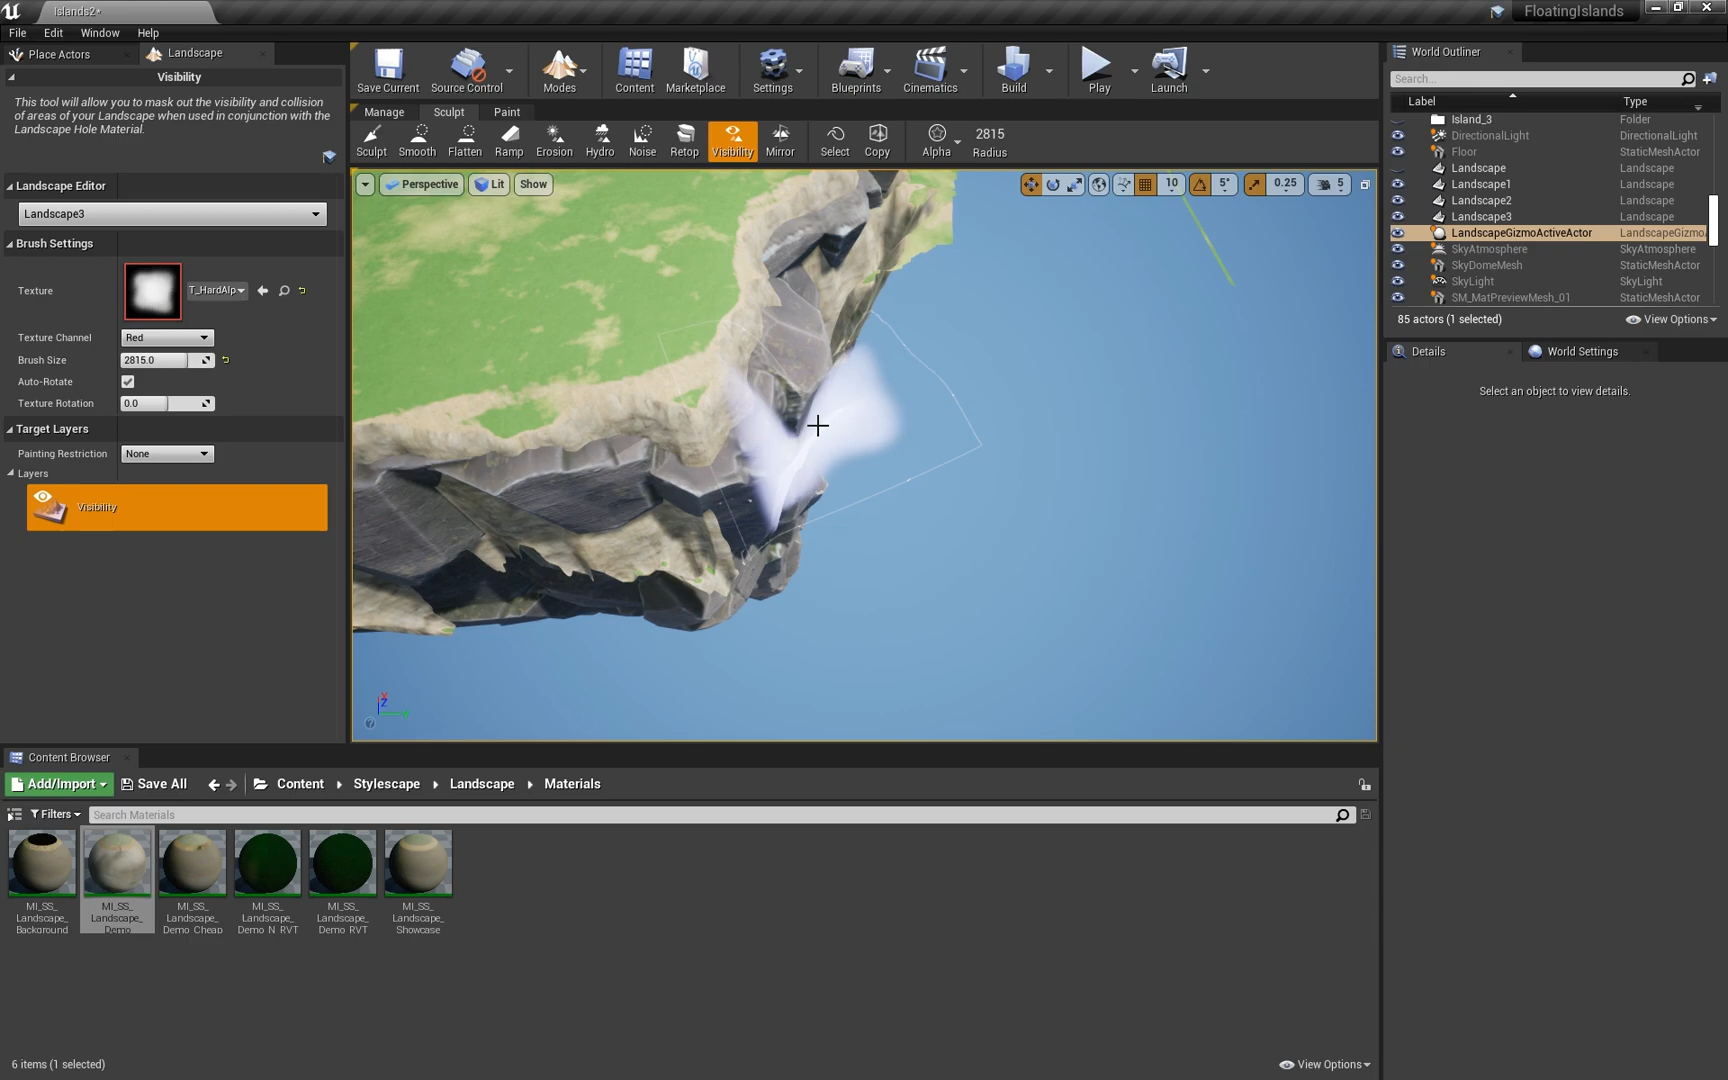 Islands2*
FloatingIslands
File Edit Window Help
Place Actors
Landscape
Visibility
This tool will allow you to mask out the visibility and collision
of areas of your Landscape when used in conjunction with the
Landscape Hole Material.
Landscape Editor
Landscape3
Brush Settings
Texture
T_HardAlp
Texture Channel Red
Brush Size 2815.0
Auto-Rotate
Texture Rotation 0.0
Target Layers
Painting Restriction None
Layers
Visibility
Save Current Source Control Modes Content Marketplace Settings Blueprints Cinematics Build Play Launch
Manage Sculpt Paint
Sculpt Smooth Flatten Ramp Erosion Hydro Noise Retop Visibility Mirror Select Copy Alpha 2815 Radius
Perspective Lit Show
10 5° 0.25 5
Z
World Outliner
Search...
Label Type
Island_3 Folder
DirectionalLight DirectionalLight
Floor StaticMeshActor
Landscape Landscape
Landscape1 Landscape
Landscape2 Landscape
Landscape3 Landscape
LandscapeGizmoActiveActor LandscapeGizmo
SkyAtmosphere SkyAtmosphere
SkyDomeMesh StaticMeshActor
SkyLight SkyLight
SM_MatPreviewMesh_01 StaticMeshActor
85 actors (1 selected) View Options
Details World Settings
Select an object to view details.
Content Browser
Add/Import Save All Content Stylescape Landscape Materials
Filters Search Materials
MI_SS_ MI_SS_ MI_SS_ MI_SS_ MI_SS_ MI_SS_
Landscape_ Landscape_ Landscape_ Landscape_ Landscape_ Landscape_
Background Demo Demo_Cheap Demo_N_RVT Demo_RVT Showcase
6 items (1 selected) View Options